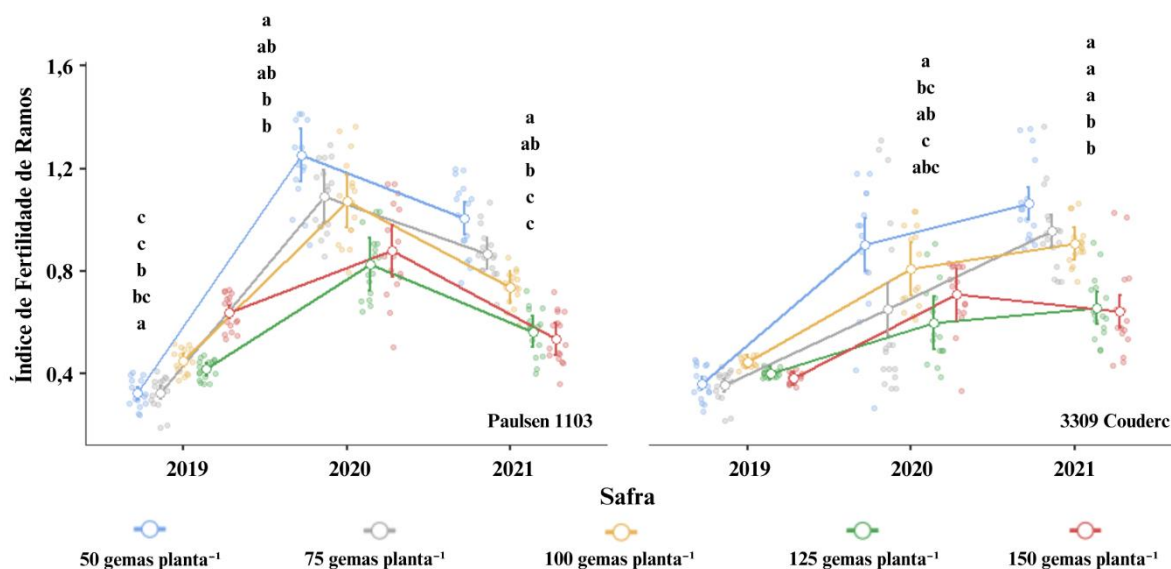 a
ab
ab
b
b
c
c
b
bc
a
a
ab
b
c
c
a
bc
ab
c
abc
a
a
a
b
b
Índice de Fertilidade de Ramos
1,6
1,2
0,8
0,4
Paulsen 1103
3309 Couderc
2019 2020 2021 2019 2020 2021
Safra
50 gemas planta⁻¹ 75 gemas planta⁻¹ 100 gemas planta⁻¹ 125 gemas planta⁻¹ 150 gemas planta⁻¹